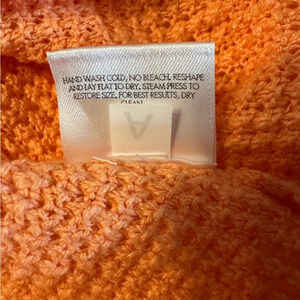 HAND WASH COLD, NO BLEACH, RESHAPE
AND LAY FLAT TO DRY, STEAM PRESS TO
RESTORE SIZE, FOR BEST RESULTS, DRY
CLEAN
A